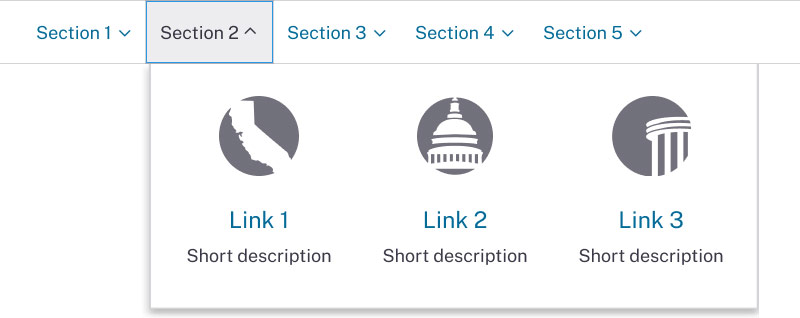 Section 1 Section 2 Section 3 Section 4 Section 5
Link 1 Link 2 Link 3
Short description Short description Short description